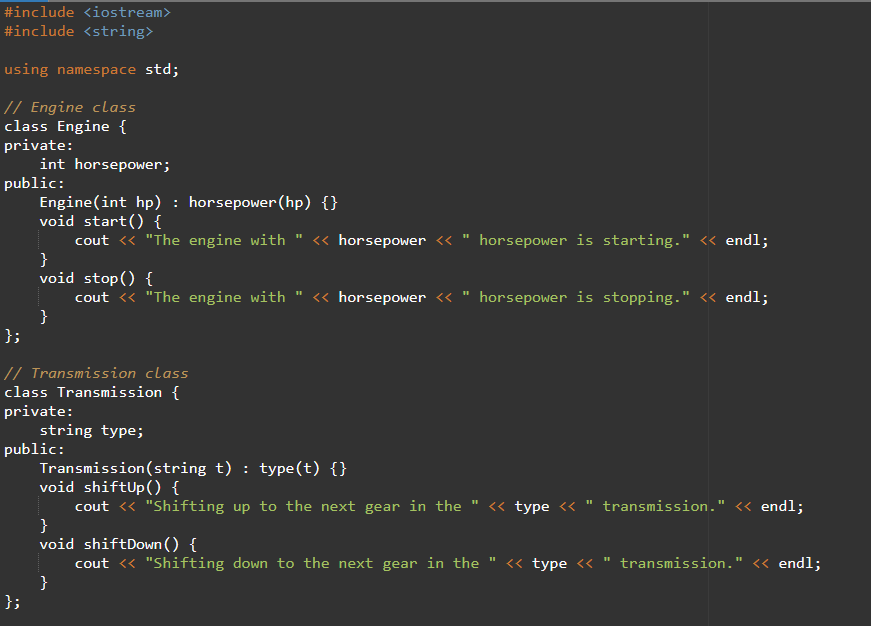 #include <iostream>
#include <string>

using namespace std;

// Engine class
class Engine {
private:
    int horsepower;
public:
    Engine(int hp) : horsepower(hp) {}
    void start() {
        cout << "The engine with " << horsepower << " horsepower is starting." << endl;
    }
    void stop() {
        cout << "The engine with " << horsepower << " horsepower is stopping." << endl;
    }
};

// Transmission class
class Transmission {
private:
    string type;
public:
    Transmission(string t) : type(t) {}
    void shiftUp() {
        cout << "Shifting up to the next gear in the " << type << " transmission." << endl;
    }
    void shiftDown() {
        cout << "Shifting down to the next gear in the " << type << " transmission." << endl;
    }
};